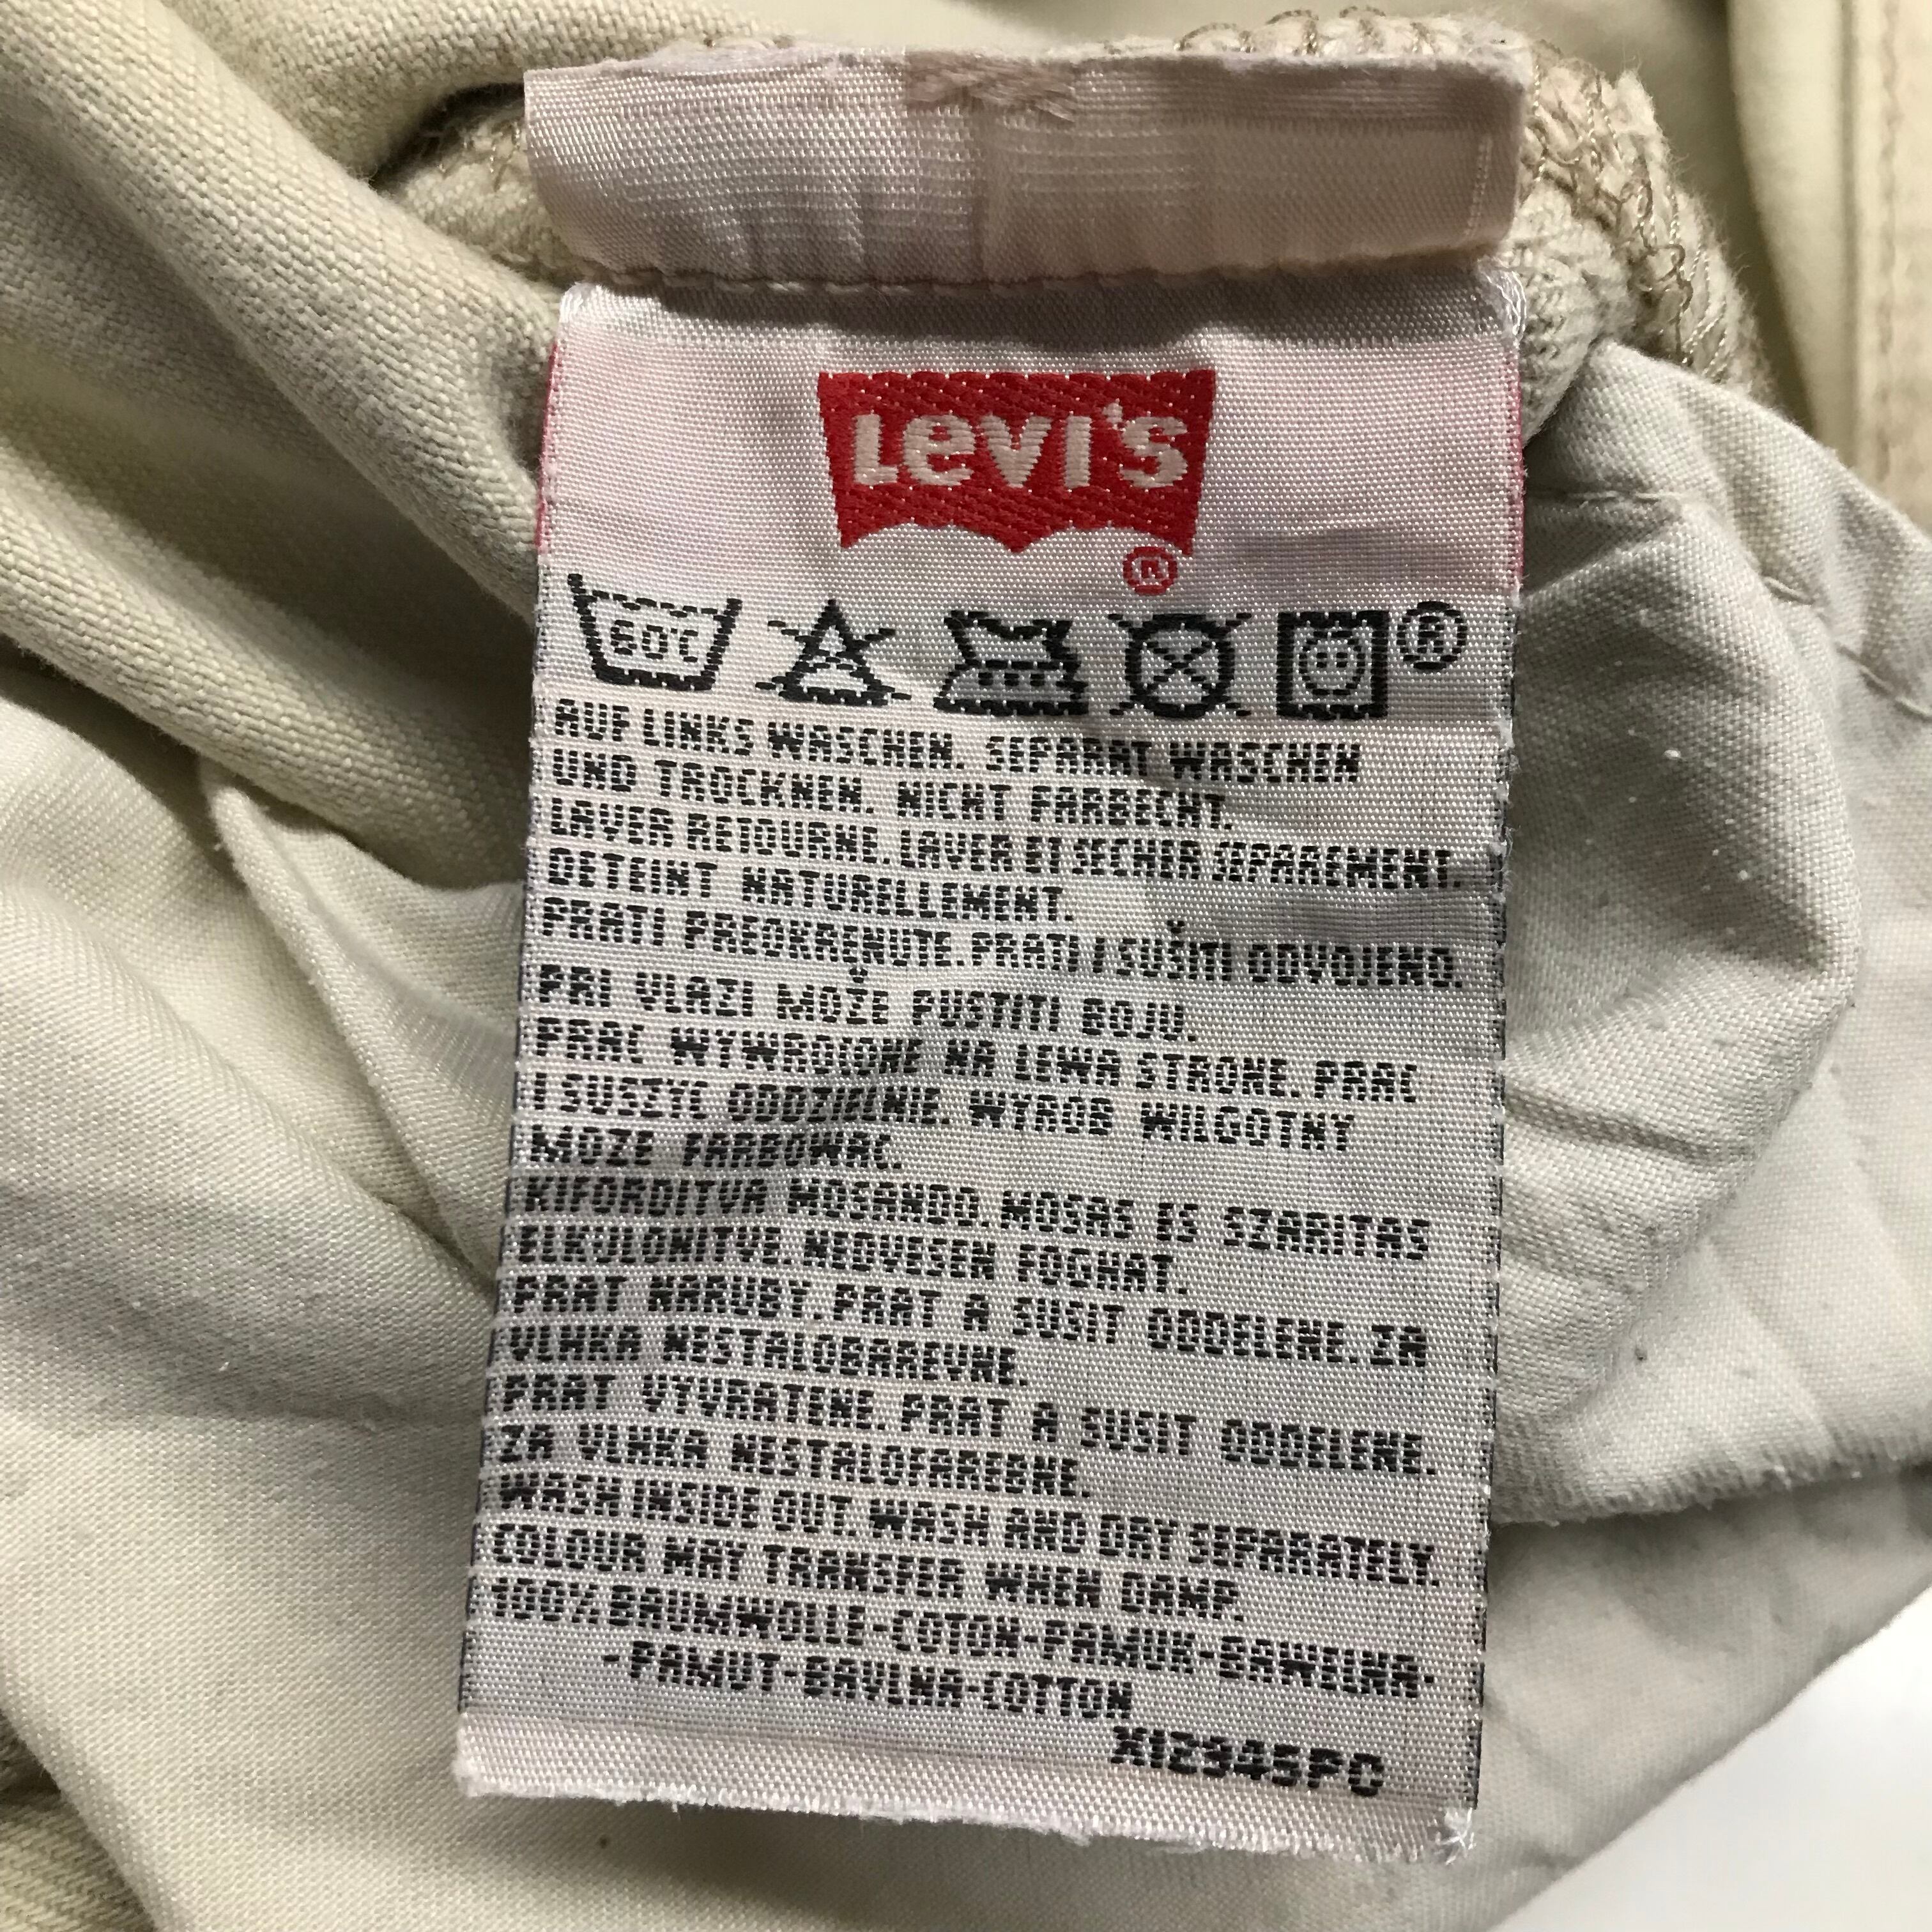 Levi's
®
60°C
®
AUF LINKS WASCHEN. SEPARAT WASCHEN
UND TROCKNEN. NICHT FARBECHT.
LAVER RETOURNE. LAVER ET SECHER SEPAREMENT.
DETEINT NATURELLEMENT.
PRATI PREOKRENUTE. PRATI I SUŠITI ODVOJENO.
PRI VLAZI MOŽE PUSTITI BOJU.
PRAC WYWROCONE NA LEWA STRONE. PRAC
I SUSZYC ODDZIELNIE. WYROB WILGOTNY
MOZE FARBOWAC.
KIFORDITVA MOSANDO. MOSAS ES SZARITAS
ELKULONITVE. NEDVESEN FOGHAT.
PRAT NARUBY. PRAT A SUSIT ODDELENE. ZA
VLHKA NESTALOBAREVNE.
PRAT VYVRATENE. PRAT A SUSIT ODDELENE.
ZA VLHKA NESTALOFAREBNE.
WASH INSIDE OUT. WASH AND DRY SEPARATELY.
COLOUR MAY TRANSFER WHEN DAMP.
100% BAUMWOLLE-COTON-PAMUK-BAWELNA-
-PAMUT-BAVLNA-COTTON
X12345PC